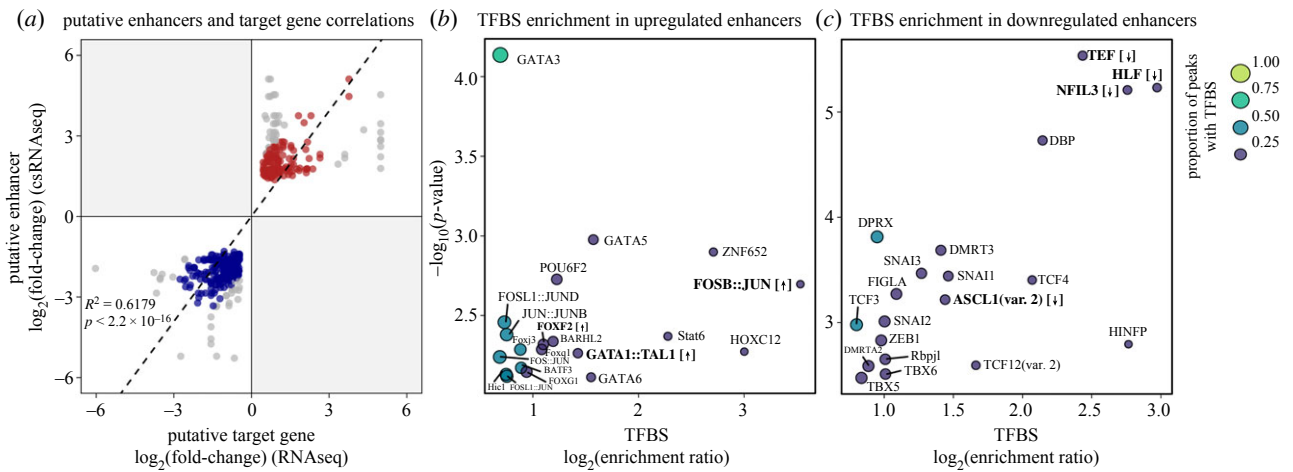 (a) putative enhancers and target gene correlations
putative enhancer
log2(fold-change) (csRNAseq)
6
3
0
−3
−6
R2 = 0.6179
p < 2.2 × 10−16
−6
−3
0
3
6
putative target gene
log2(fold-change) (RNAseq)
(b) TFBS enrichment in upregulated enhancers
−log10(p-value)
4.0
3.5
3.0
2.5
GATA3
GATA5
ZNF652
POU6F2
FOSB::JUN [↑]
FOSL1::JUND
JUN::JUNB
FOXF2 [↑]
Foxj3
BARHL2
Stat6
Foxq1
GATA1::TAL1 [↑]
HOXC12
FOS::JUN
BATF3
FOXG1
GATA6
Hic1
FOSL1::JUN
1
2
3
TFBS
log2(enrichment ratio)
(c) TFBS enrichment in downregulated enhancers
5
4
3
TEF [↓]
HLF [↓]
NFIL3 [↓]
DBP
DPRX
DMRT3
SNAI3
SNAI1
TCF4
FIGLA
ASCL1(var. 2) [↓]
TCF3
SNAI2
ZEB1
HINFP
DMRTA2
Rbpjl
TCF12(var. 2)
TBX6
TBX5
1.0
1.5
2.0
2.5
3.0
TFBS
log2(enrichment ratio)
proportion of peaks
with TFBS
1.00
0.75
0.50
0.25